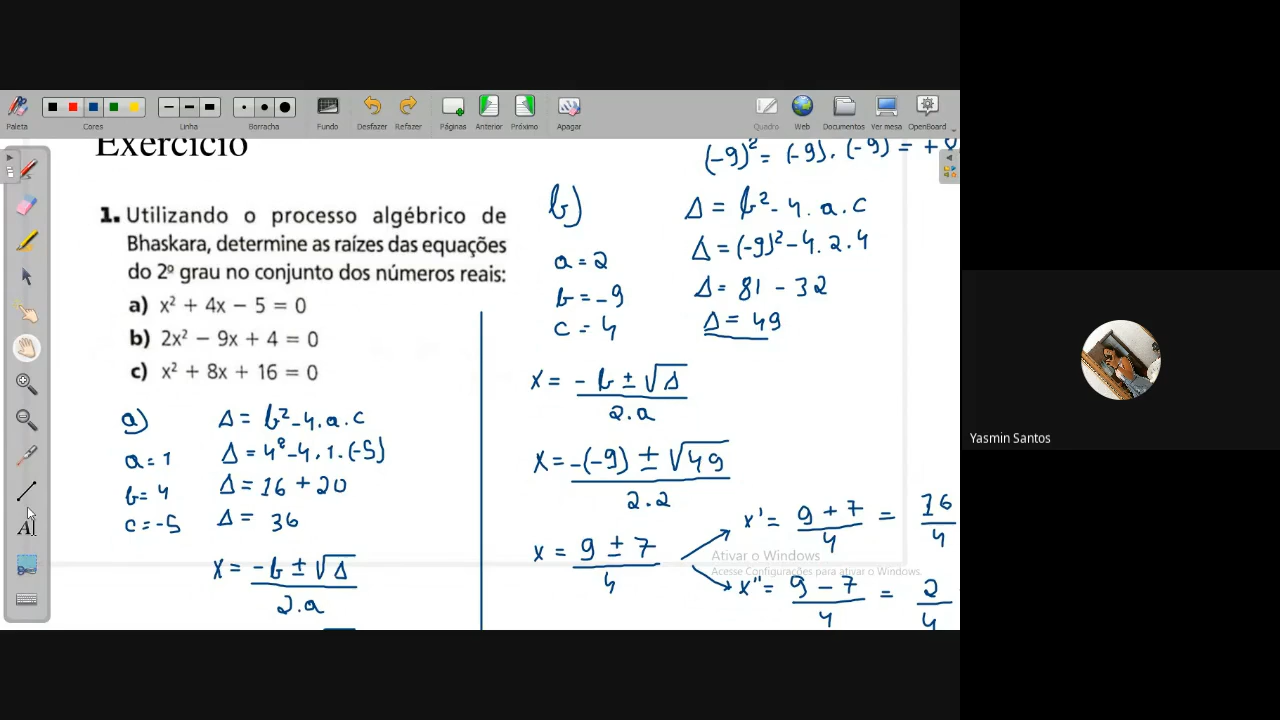 Paleta Cores Linha Borracha Fundo Desfazer Refazer Páginas Anterior Próximo Apagar Quadro Web Documentos Ver mesa OpenBoard
Exercício
1. Utilizando o processo algébrico de
Bhaskara, determine as raízes das equações
do 2º grau no conjunto dos números reais:
a) x² + 4x − 5 = 0
b) 2x² − 9x + 4 = 0
c) x² + 8x + 16 = 0
a)
a = 1
b = 4
c = -5
Δ = b² - 4.a.c
Δ = 4² - 4.1.(-5)
Δ = 16 + 20
Δ = 36
x = -b ± √Δ
2.a
(-9)² = (-9).(-9) = +
b)
a = 2
b = -9
c = 4
Δ = b² - 4.a.c
Δ = (-9)² - 4.2.4
Δ = 81 - 32
Δ = 49
x = -b ± √Δ
2.a
x = -(-9) ± √49
2.2
x = 9 ± 7
4
x' = 9 + 7 = 16
4 4
x" = 9 - 7 = 2
4 4
Ativar o Windows
Acesse Configurações para ativar o Windows.
Yasmin Santos